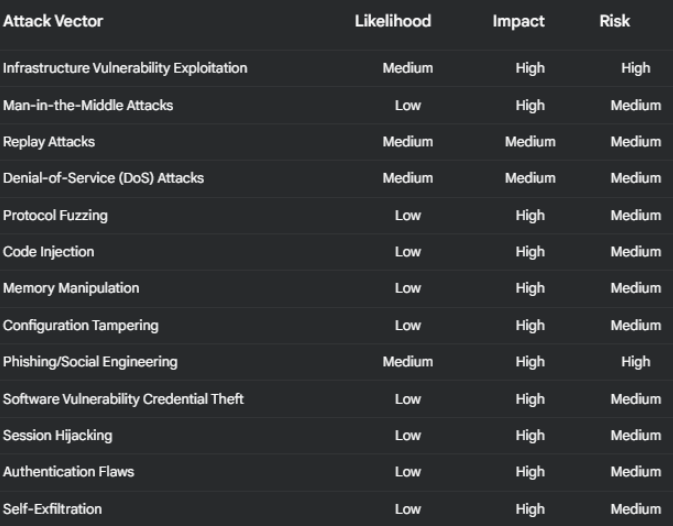 Attack Vector Likelihood Impact Risk
Infrastructure Vulnerability Exploitation Medium High High
Man-in-the-Middle Attacks Low High Medium
Replay Attacks Medium Medium Medium
Denial-of-Service (DoS) Attacks Medium Medium Medium
Protocol Fuzzing Low High Medium
Code Injection Low High Medium
Memory Manipulation Low High Medium
Configuration Tampering Low High Medium
Phishing/Social Engineering Medium High High
Software Vulnerability Credential Theft Low High Medium
Session Hijacking Low High Medium
Authentication Flaws Low High Medium
Self-Exfiltration Low High Medium